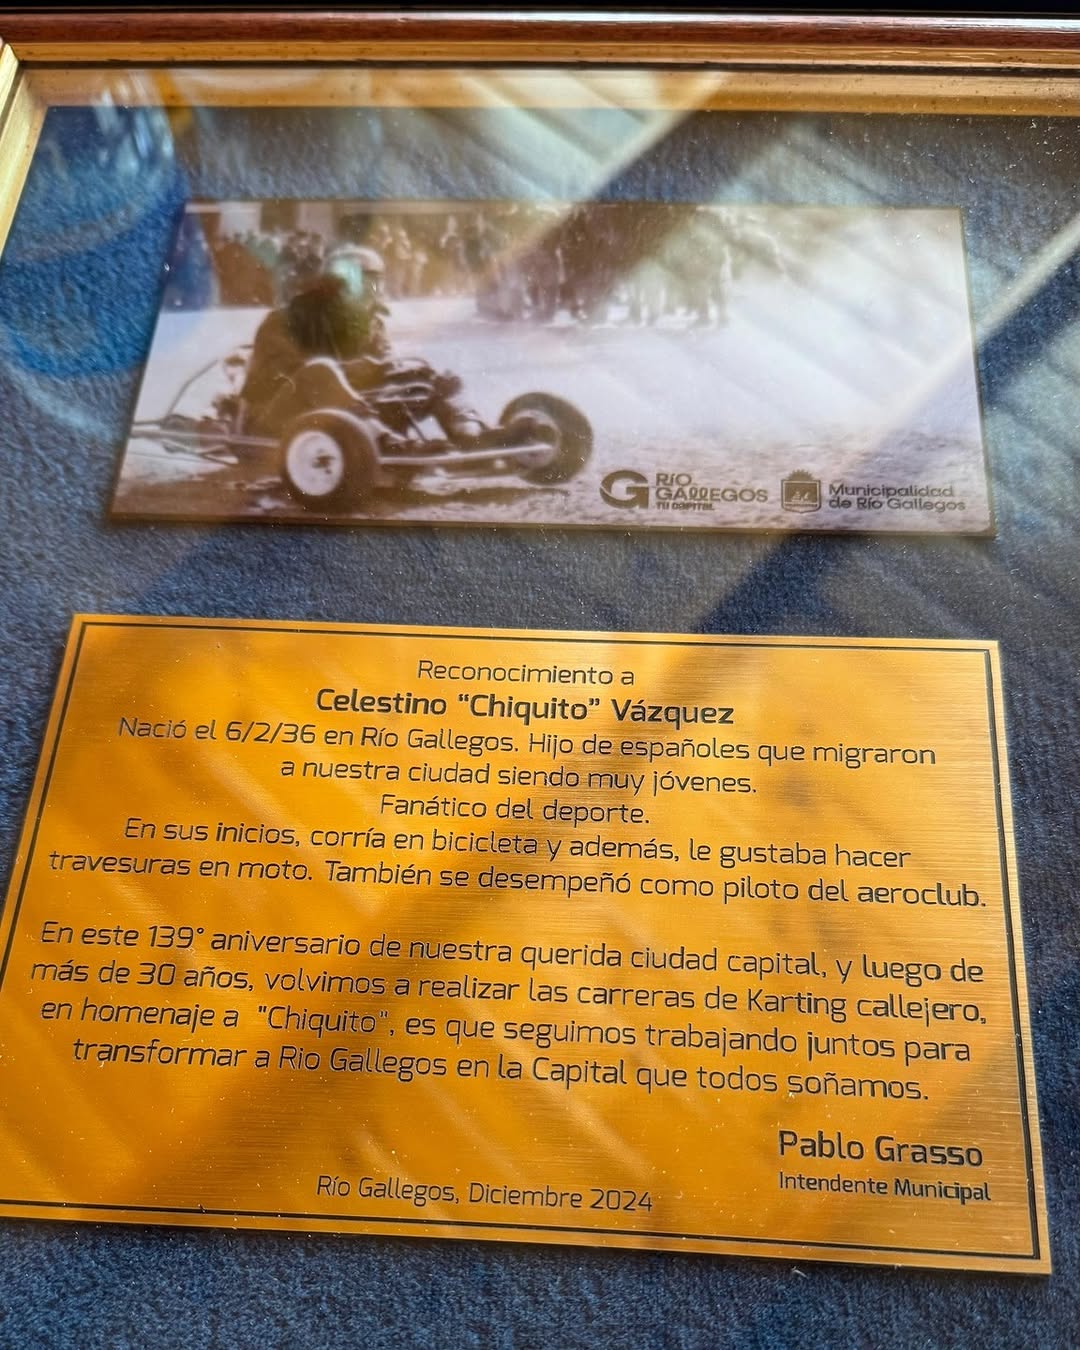 RÍO
GALLEGOS
TU CAPITAL
Municipalidad
de Río Gallegos
Reconocimiento a
Celestino “Chiquito” Vázquez
Nació el 6/2/36 en Río Gallegos. Hijo de españoles que migraron
a nuestra ciudad siendo muy jóvenes.
Fanático del deporte.
En sus inicios, corría en bicicleta y además, le gustaba hacer
travesuras en moto. También se desempeñó como piloto del aeroclub.
En este 139° aniversario de nuestra querida ciudad capital, y luego de
más de 30 años, volvimos a realizar las carreras de Karting callejero,
en homenaje a "Chiquito", es que seguimos trabajando juntos para
transformar a Rio Gallegos en la Capital que todos soñamos.
Pablo Grasso
Intendente Municipal
Río Gallegos, Diciembre 2024